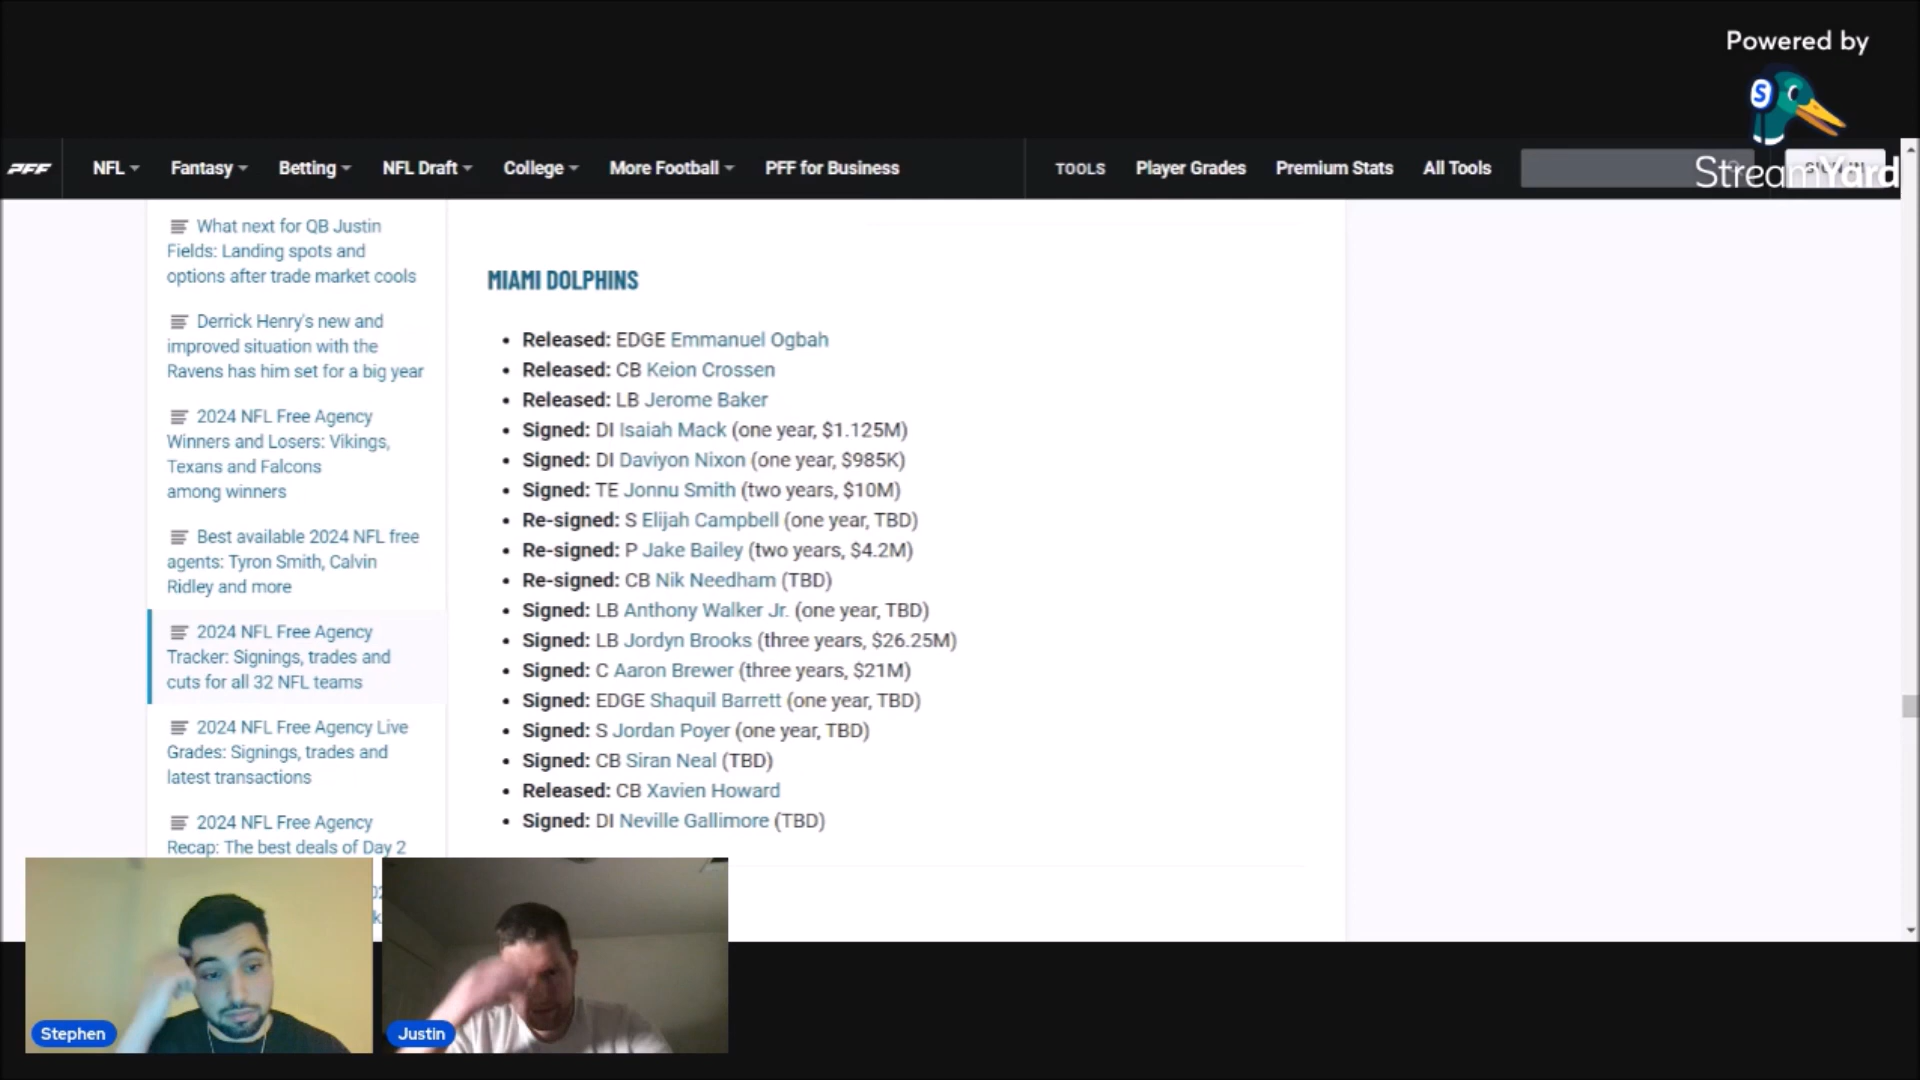 Powered by
S
StreamYard
PFF
NFL
Fantasy
Betting
NFL Draft
College
More Football
PFF for Business
TOOLS
Player Grades
Premium Stats
All Tools
What next for QB Justin
Fields: Landing spots and
options after trade market cools
Derrick Henry's new and
improved situation with the
Ravens has him set for a big year
2024 NFL Free Agency
Winners and Losers: Vikings,
Texans and Falcons
among winners
Best available 2024 NFL free
agents: Tyron Smith, Calvin
Ridley and more
2024 NFL Free Agency
Tracker: Signings, trades and
cuts for all 32 NFL teams
2024 NFL Free Agency Live
Grades: Signings, trades and
latest transactions
2024 NFL Free Agency
Recap: The best deals of Day 2
MIAMI DOLPHINS
• Released: EDGE Emmanuel Ogbah
• Released: CB Keion Crossen
• Released: LB Jerome Baker
• Signed: DI Isaiah Mack (one year, $1.125M)
• Signed: DI Daviyon Nixon (one year, $985K)
• Signed: TE Jonnu Smith (two years, $10M)
• Re-signed: S Elijah Campbell (one year, TBD)
• Re-signed: P Jake Bailey (two years, $4.2M)
• Re-signed: CB Nik Needham (TBD)
• Signed: LB Anthony Walker Jr. (one year, TBD)
• Signed: LB Jordyn Brooks (three years, $26.25M)
• Signed: C Aaron Brewer (three years, $21M)
• Signed: EDGE Shaquil Barrett (one year, TBD)
• Signed: S Jordan Poyer (one year, TBD)
• Signed: CB Siran Neal (TBD)
• Released: CB Xavien Howard
• Signed: DI Neville Gallimore (TBD)
Stephen
Justin